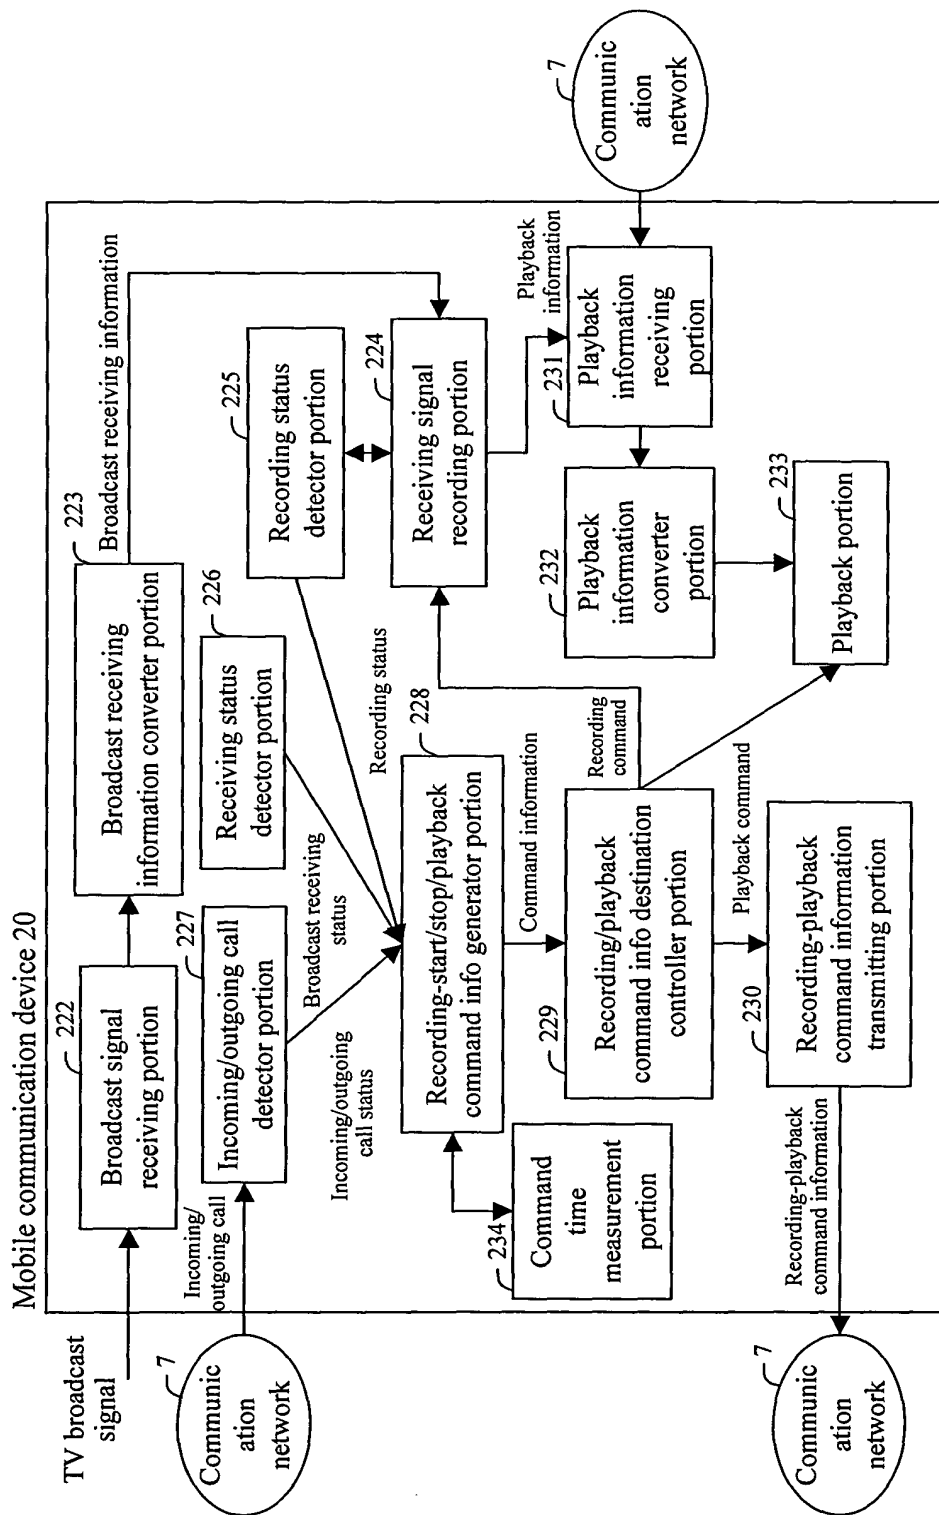 Mobile communication device 20
TV broadcast
signal
222
Broadcast signal
receiving portion
223
Broadcast receiving
information converter portion
Broadcast receiving information
7
Communic
ation
network
Incoming/
outgoing call
227
Incoming/outgoing call
detector portion
226
Receiving status
detector portion
225
Recording status
detector portion
Incoming/outgoing
call status
Broadcast receiving
status
Recording status
224
Receiving signal
recording portion
228
Recording-start/stop/playback
command info generator portion
234
Command
time
measurement
portion
Command information
Recording
command
229
Recording/playback
command info destination
controller portion
Playback command
230
Recording-playback
command information
transmitting portion
Recording-playback
command information
7
Communic
ation
network
Playback
information
231
Playback
information
receiving
portion
7
Communic
ation
network
232
Playback
information
converter
portion
233
Playback portion